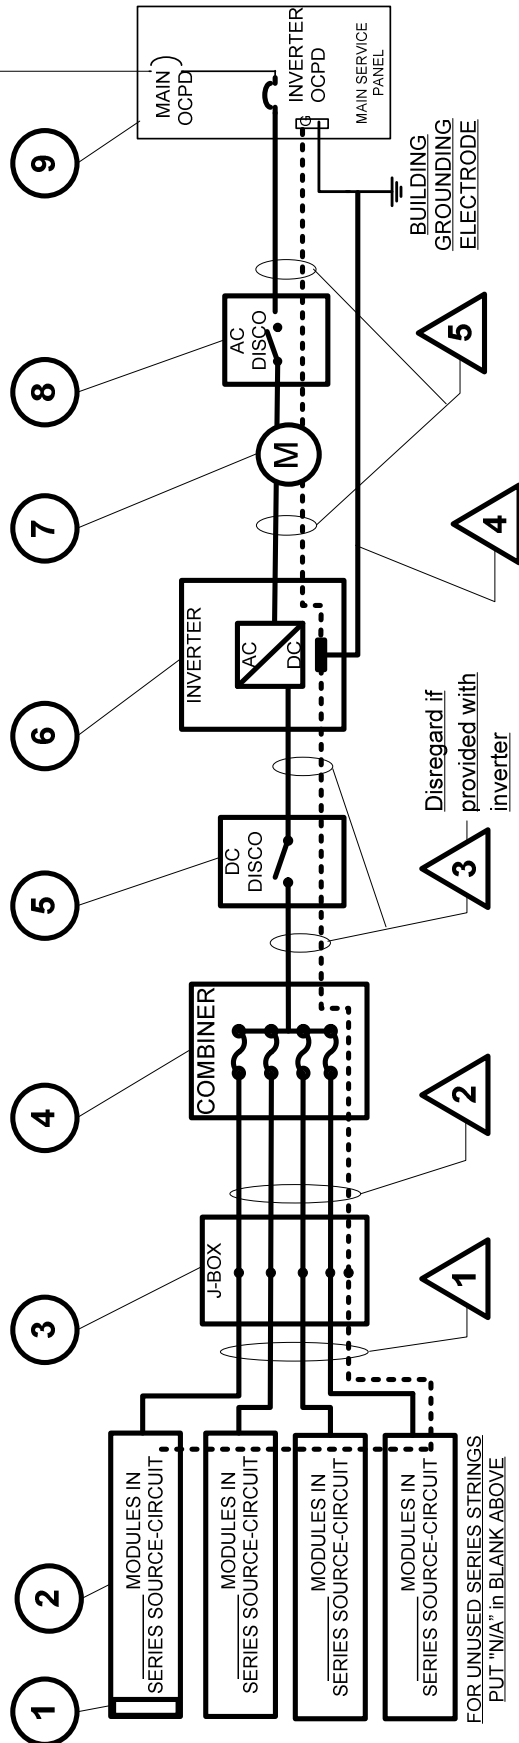 1
2
3
4
5
6
7
8
9
MODULES IN
SERIES SOURCE-CIRCUIT
MODULES IN
SERIES SOURCE-CIRCUIT
MODULES IN
SERIES SOURCE-CIRCUIT
MODULES IN
SERIES SOURCE-CIRCUIT
FOR UNUSED SERIES STRINGS
PUT "N/A" in BLANK ABOVE
J-BOX
COMBINER
DC
DISCO
INVERTER
AC
DC
M
AC
DISCO
MAIN
OCPD
INVERTER
OCPD
G
MAIN SERVICE
PANEL
BUILDING
GROUNDING
ELECTRODE
1
2
3
Disregard if
provided with
inverter
4
5